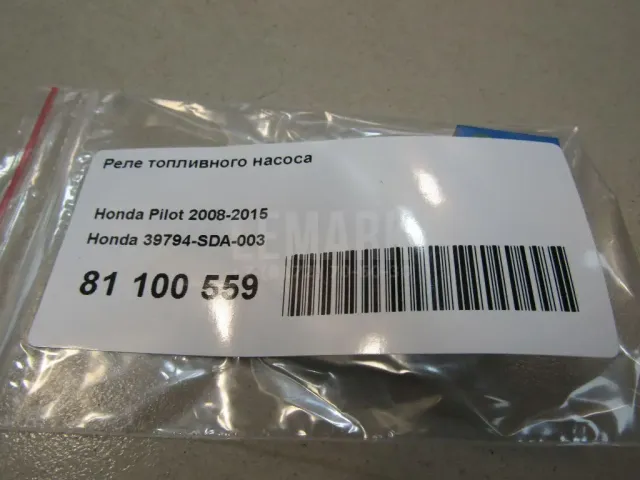 Реле топливного насоса
Honda Pilot 2008-2015
Honda 39794-SDA-003
81 100 559